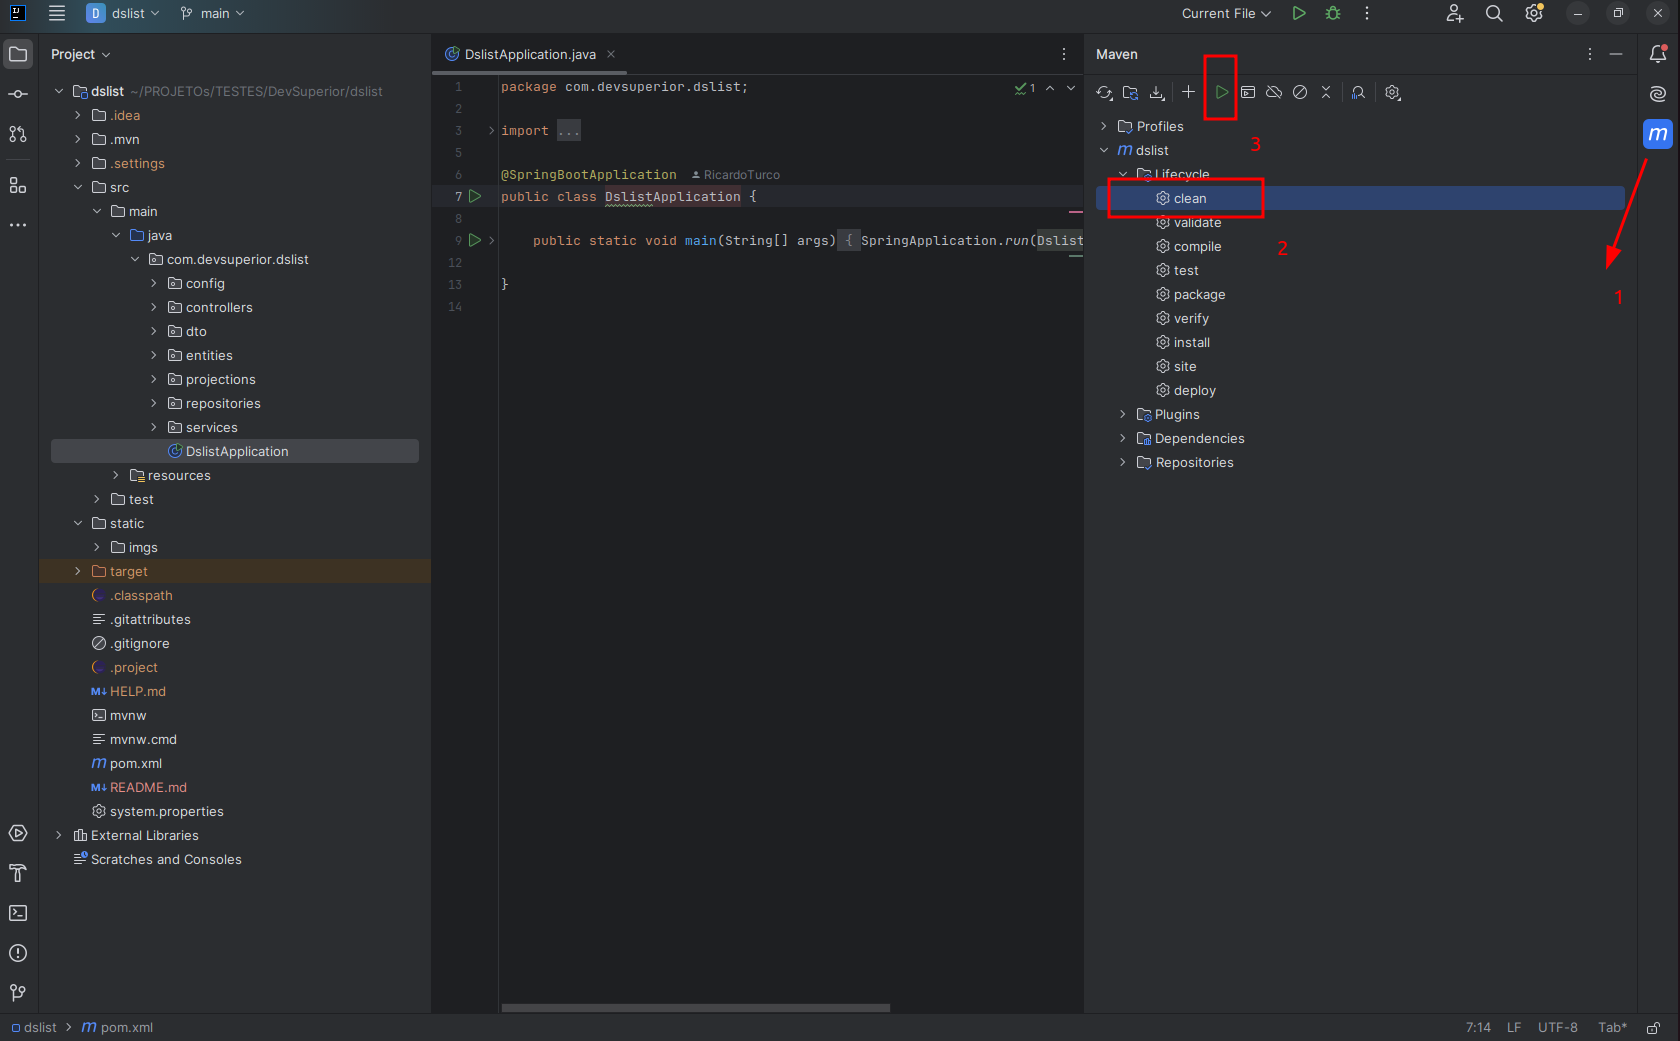 D dslist main Current File
Project
dslist ~/PROJETOs/TESTES/DevSuperior/dslist
.idea
.mvn
.settings
src
main
java
com.devsuperior.dslist
config
controllers
dto
entities
projections
repositories
services
DslistApplication
resources
test
static
imgs
target
.classpath
.gitattributes
.gitignore
.project
M↓ HELP.md
mvnw
mvnw.cmd
m pom.xml
M↓ README.md
system.properties
External Libraries
Scratches and Consoles
DslistApplication.java
1 package com.devsuperior.dslist; 1
2
3 import ...
5
6 @SpringBootApplication RicardoTurco
7 public class DslistApplication {
8
9 public static void main(String[] args) { SpringApplication.run(Dslist
12
13 }
14
Maven
3
Profiles
m dslist
Lifecycle
clean
validate
2
compile
test
1
package
verify
install
site
deploy
Plugins
Dependencies
Repositories
m
dslist > m pom.xml 7:14 LF UTF-8 Tab*